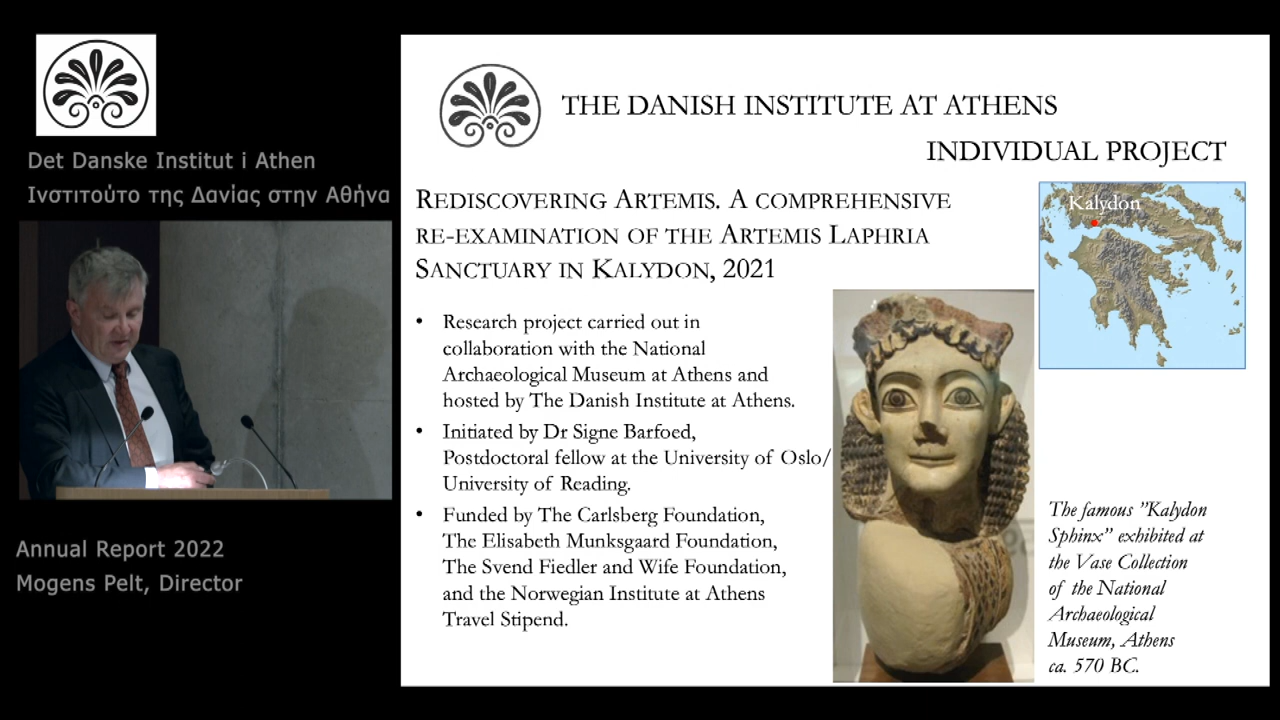 Det Danske Institut i Athen
Ινστιτούτο της Δανίας στην Αθήνα
Annual Report 2022
Mogens Pelt, Director
THE DANISH INSTITUTE AT ATHENS
INDIVIDUAL PROJECT
REDISCOVERING ARTEMIS. A COMPREHENSIVE
RE-EXAMINATION OF THE ARTEMIS LAPHRIA
SANCTUARY IN KALYDON, 2021
• Research project carried out in
collaboration with the National
Archaeological Museum at Athens and
hosted by The Danish Institute at Athens.
• Initiated by Dr Signe Barfoed,
Postdoctoral fellow at the University of Oslo/
University of Reading.
• Funded by The Carlsberg Foundation,
The Elisabeth Munksgaard Foundation,
The Svend Fiedler and Wife Foundation,
and the Norwegian Institute at Athens
Travel Stipend.
Kalydon
The famous ”Kalydon
Sphinx” exhibited at
the Vase Collection
of the National
Archaeological
Museum, Athens
ca. 570 BC.